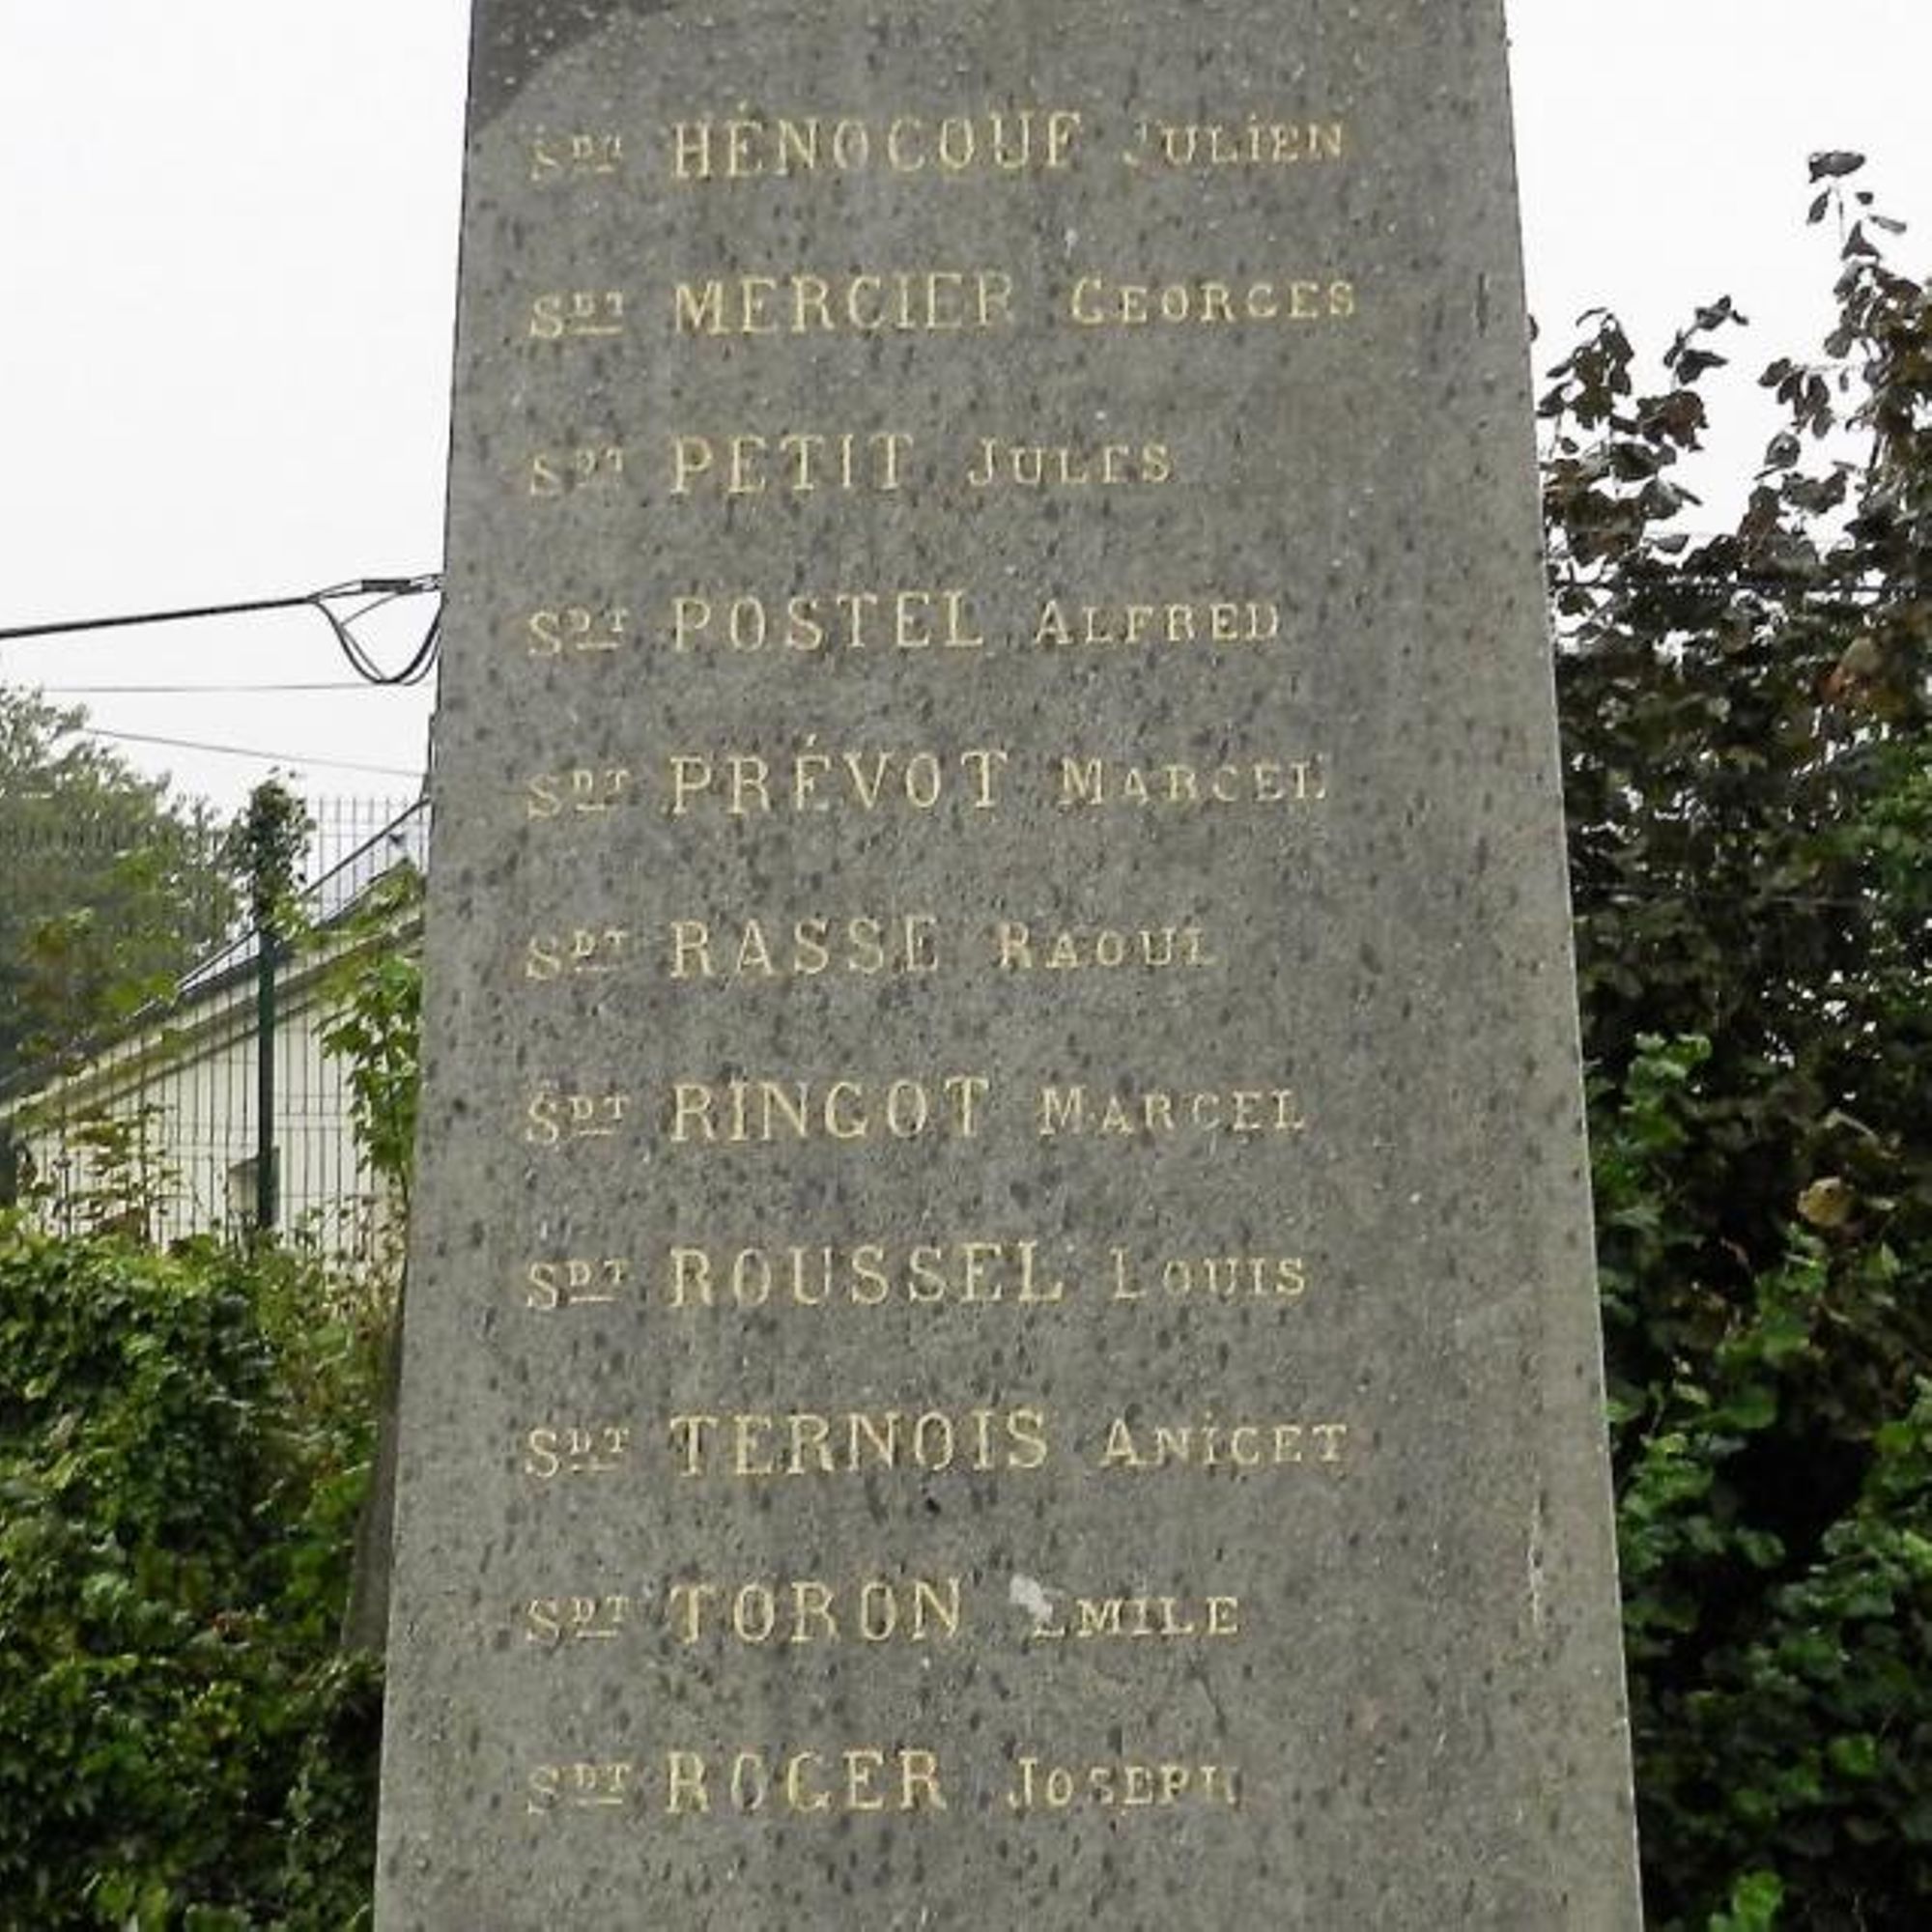 SDT HÉNOCQUE JULIEN
SDT MERCIER GEORGES
SDT PETIT JULES
SDT POSTEL ALFRED
SDT PRÉVOT MARCEL
SDT RASSE RAOUL
SDT RINGOT MARCEL
SDT ROUSSEL LOUIS
SDT TERNOIS ANICET
SDT TORON EMILE
SDT ROGER JOSEPH